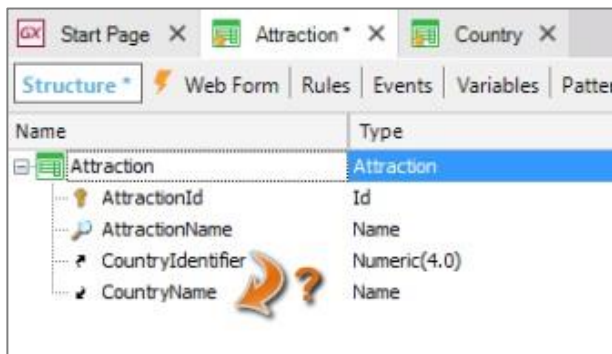 GX Start Page X Attraction * X Country X
Structure * Web Form Rules Events Variables Patter
Name Type
Attraction Attraction
AttractionId Id
AttractionName Name
CountryIdentifier Numeric(4.0)
CountryName ? Name